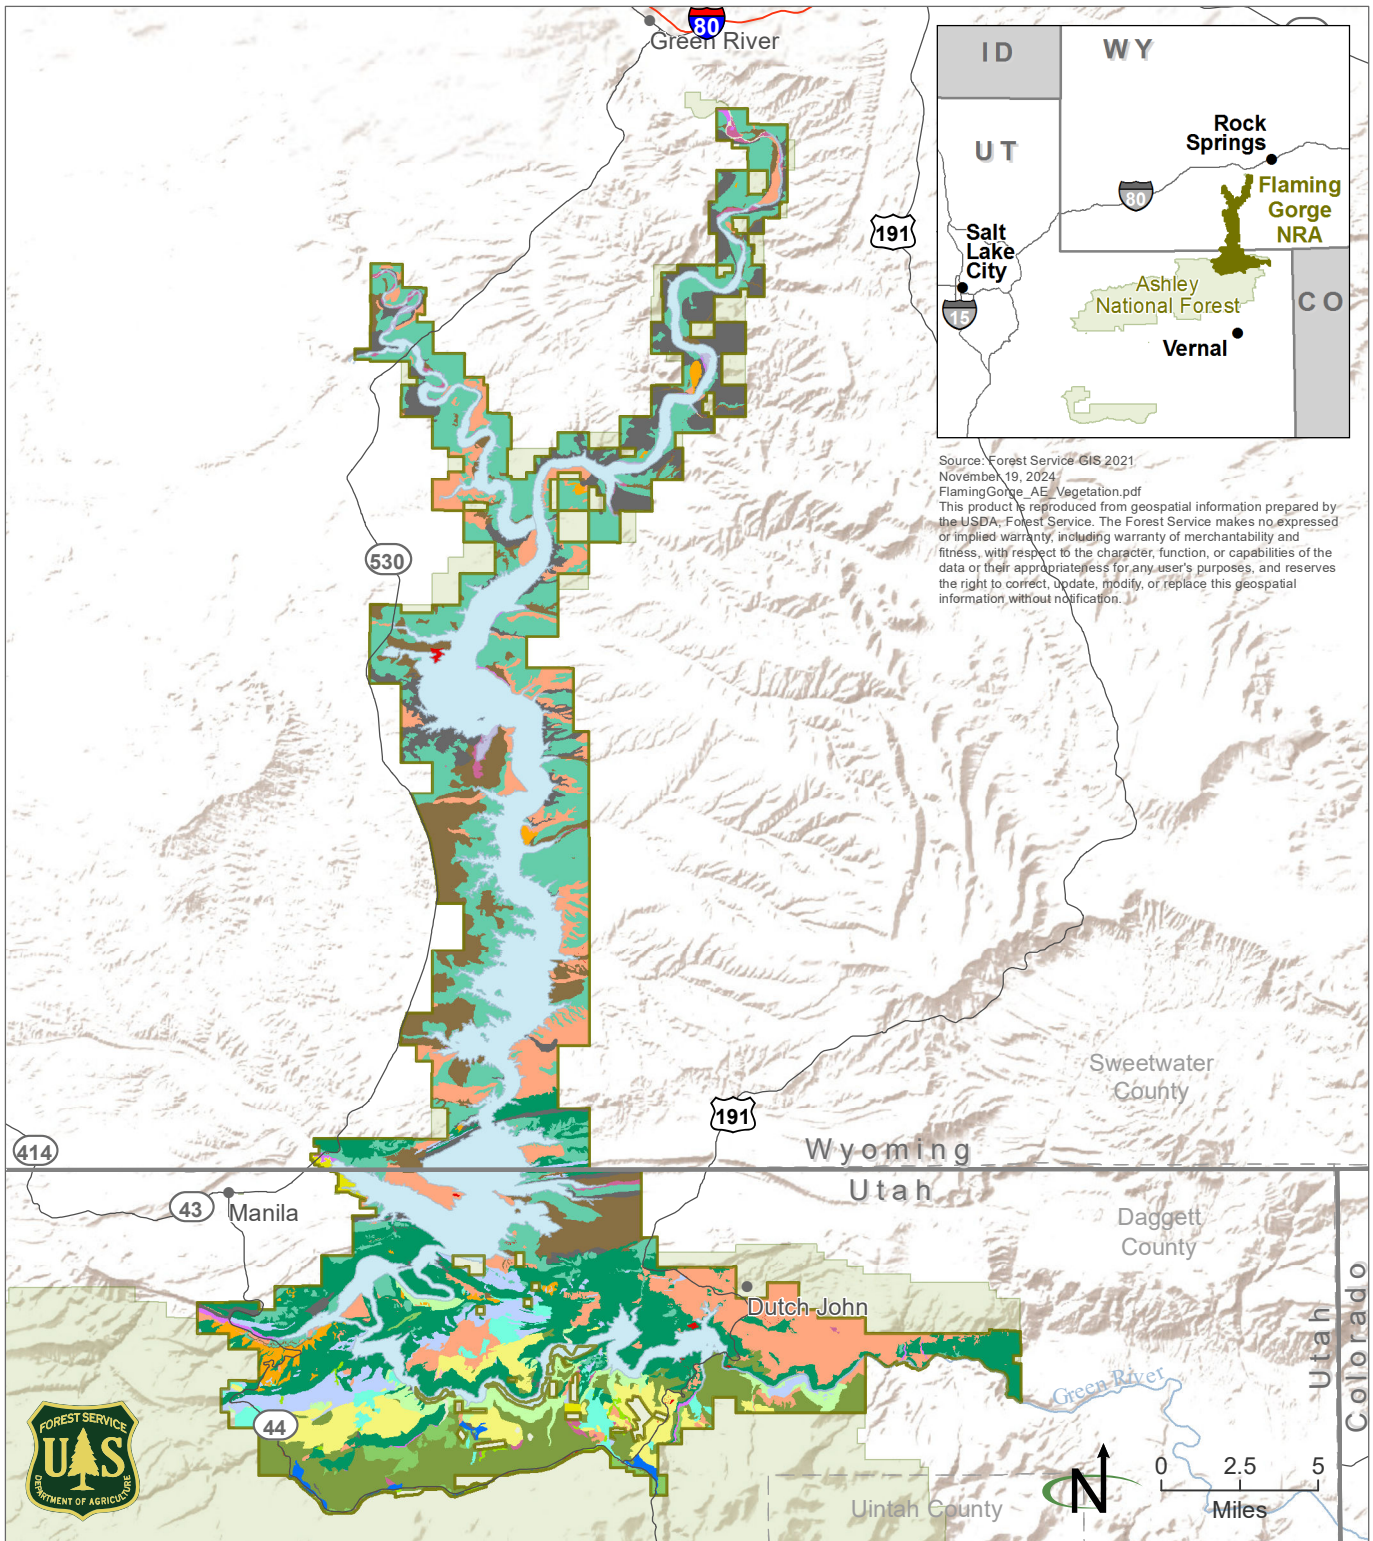 80
Green River
ID
WY
UT
Rock
Springs
80
Flaming
Gorge
NRA
Salt
Lake
City
15
Ashley
National Forest
CO
Vernal
191
Source: Forest Service GIS 2021
November 19, 2024
FlamingGorge_AE_Vegetation.pdf
This product is reproduced from geospatial information prepared by
the USDA, Forest Service. The Forest Service makes no expressed
or implied warranty, including warranty of merchantability and
fitness, with respect to the character, function, or capabilities of the
data or their appropriateness for any user's purposes, and reserves
the right to correct, update, modify, or replace this geospatial
information without notification.
530
Sweetwater
County
191
414
Wyoming
Utah
43
Manila
Daggett
County
Dutch John
Utah
Colorado
Green River
44
FOREST SERVICE
U S
DEPARTMENT OF AGRICULTURE
N
0 2.5 5
Miles
Uintah County